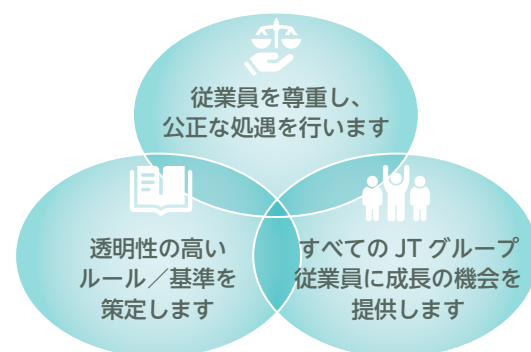 従業員を尊重し、
公正な処遇を行います
透明性の高い
ルール／基準を
策定します
すべての JT グループ
従業員に成長の機会を
提供します